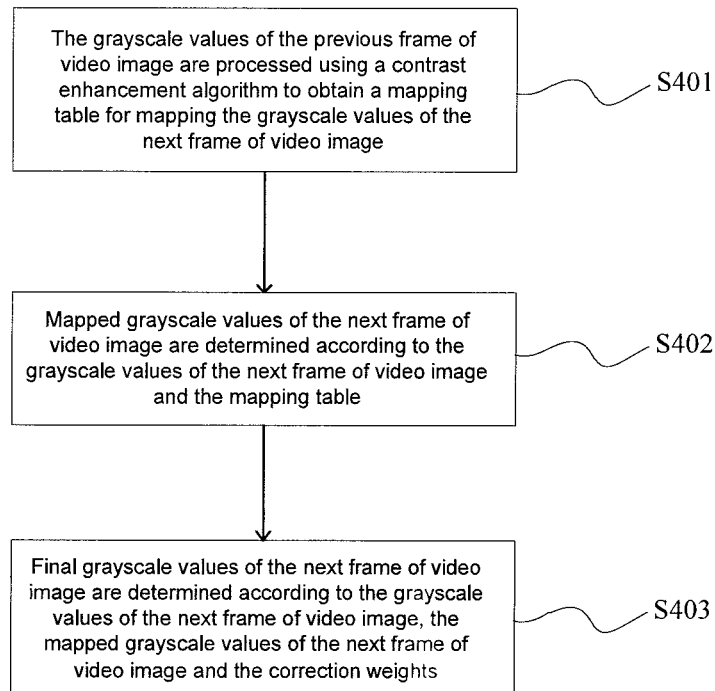 The grayscale values of the previous frame of
video image are processed using a contrast
enhancement algorithm to obtain a mapping
table for mapping the grayscale values of the
next frame of video image
S401
Mapped grayscale values of the next frame of
video image are determined according to the
grayscale values of the next frame of video image
and the mapping table
S402
Final grayscale values of the next frame of video
image are determined according to the grayscale
values of the next frame of video image, the
mapped grayscale values of the next frame of
video image and the correction weights
S403